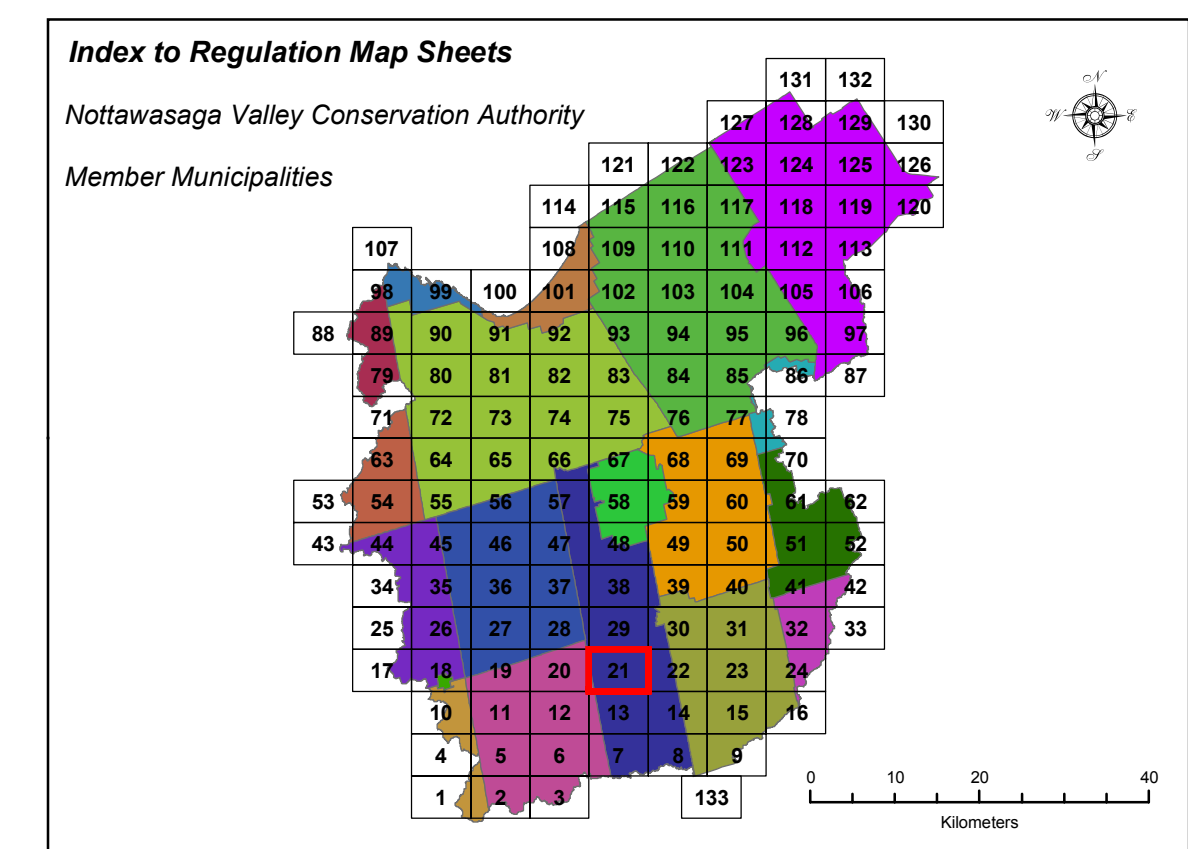 Index to Regulation Map Sheets
131 132
N
Nottawasaga Valley Conservation Authority
W E
127 128 129 130
S
121 122 123 124 125 126
Member Municipalities
114 115 116 117 118 119 120
107 108 109 110 111 112 113
98 99 100 101 102 103 104 105 106
88 89 90 91 92 93 94 95 96 97
79 80 81 82 83 84 85 86 87
71 72 73 74 75 76 77 78
63 64 65 66 67 68 69 70
53 54 55 56 57 58 59 60 61 62
43 44 45 46 47 48 49 50 51 52
34 35 36 37 38 39 40 41 42
25 26 27 28 29 30 31 32 33
17 18 19 20 21 22 23 24
10 11 12 13 14 15 16
4 5 6 7 8 9
0 10 20 40
1 2 3 133
Kilometers